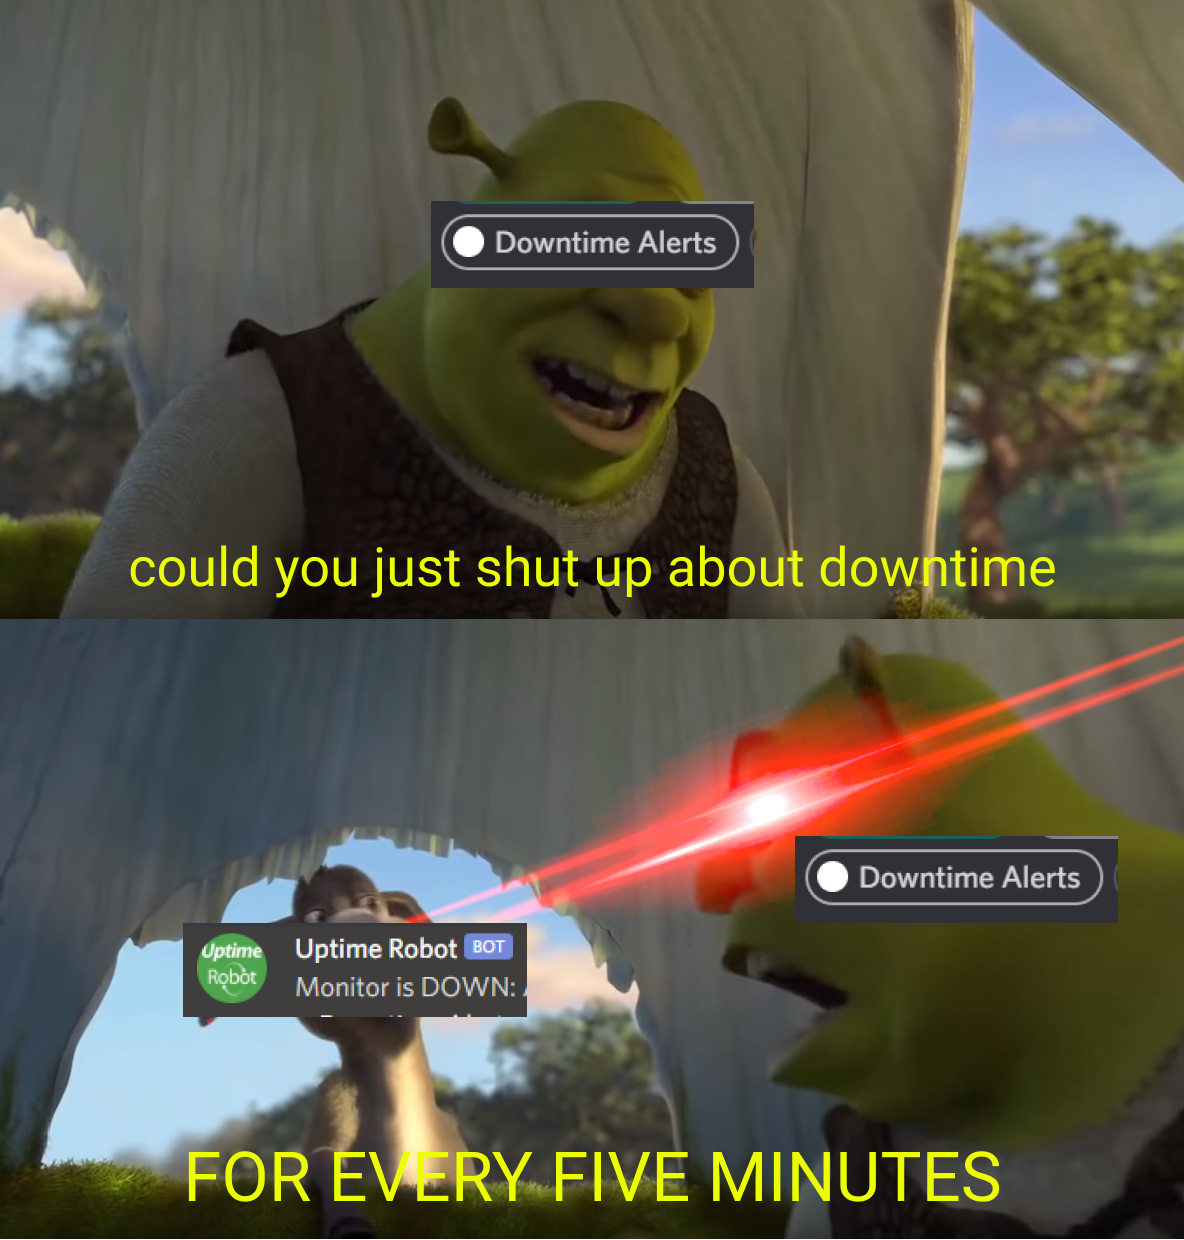 Downtime Alerts
could you just shut up about downtime
Downtime Alerts
Uptime Robot BOT
Uptime
Robot
Monitor is DOWN:
FOR EVERY FIVE MINUTES